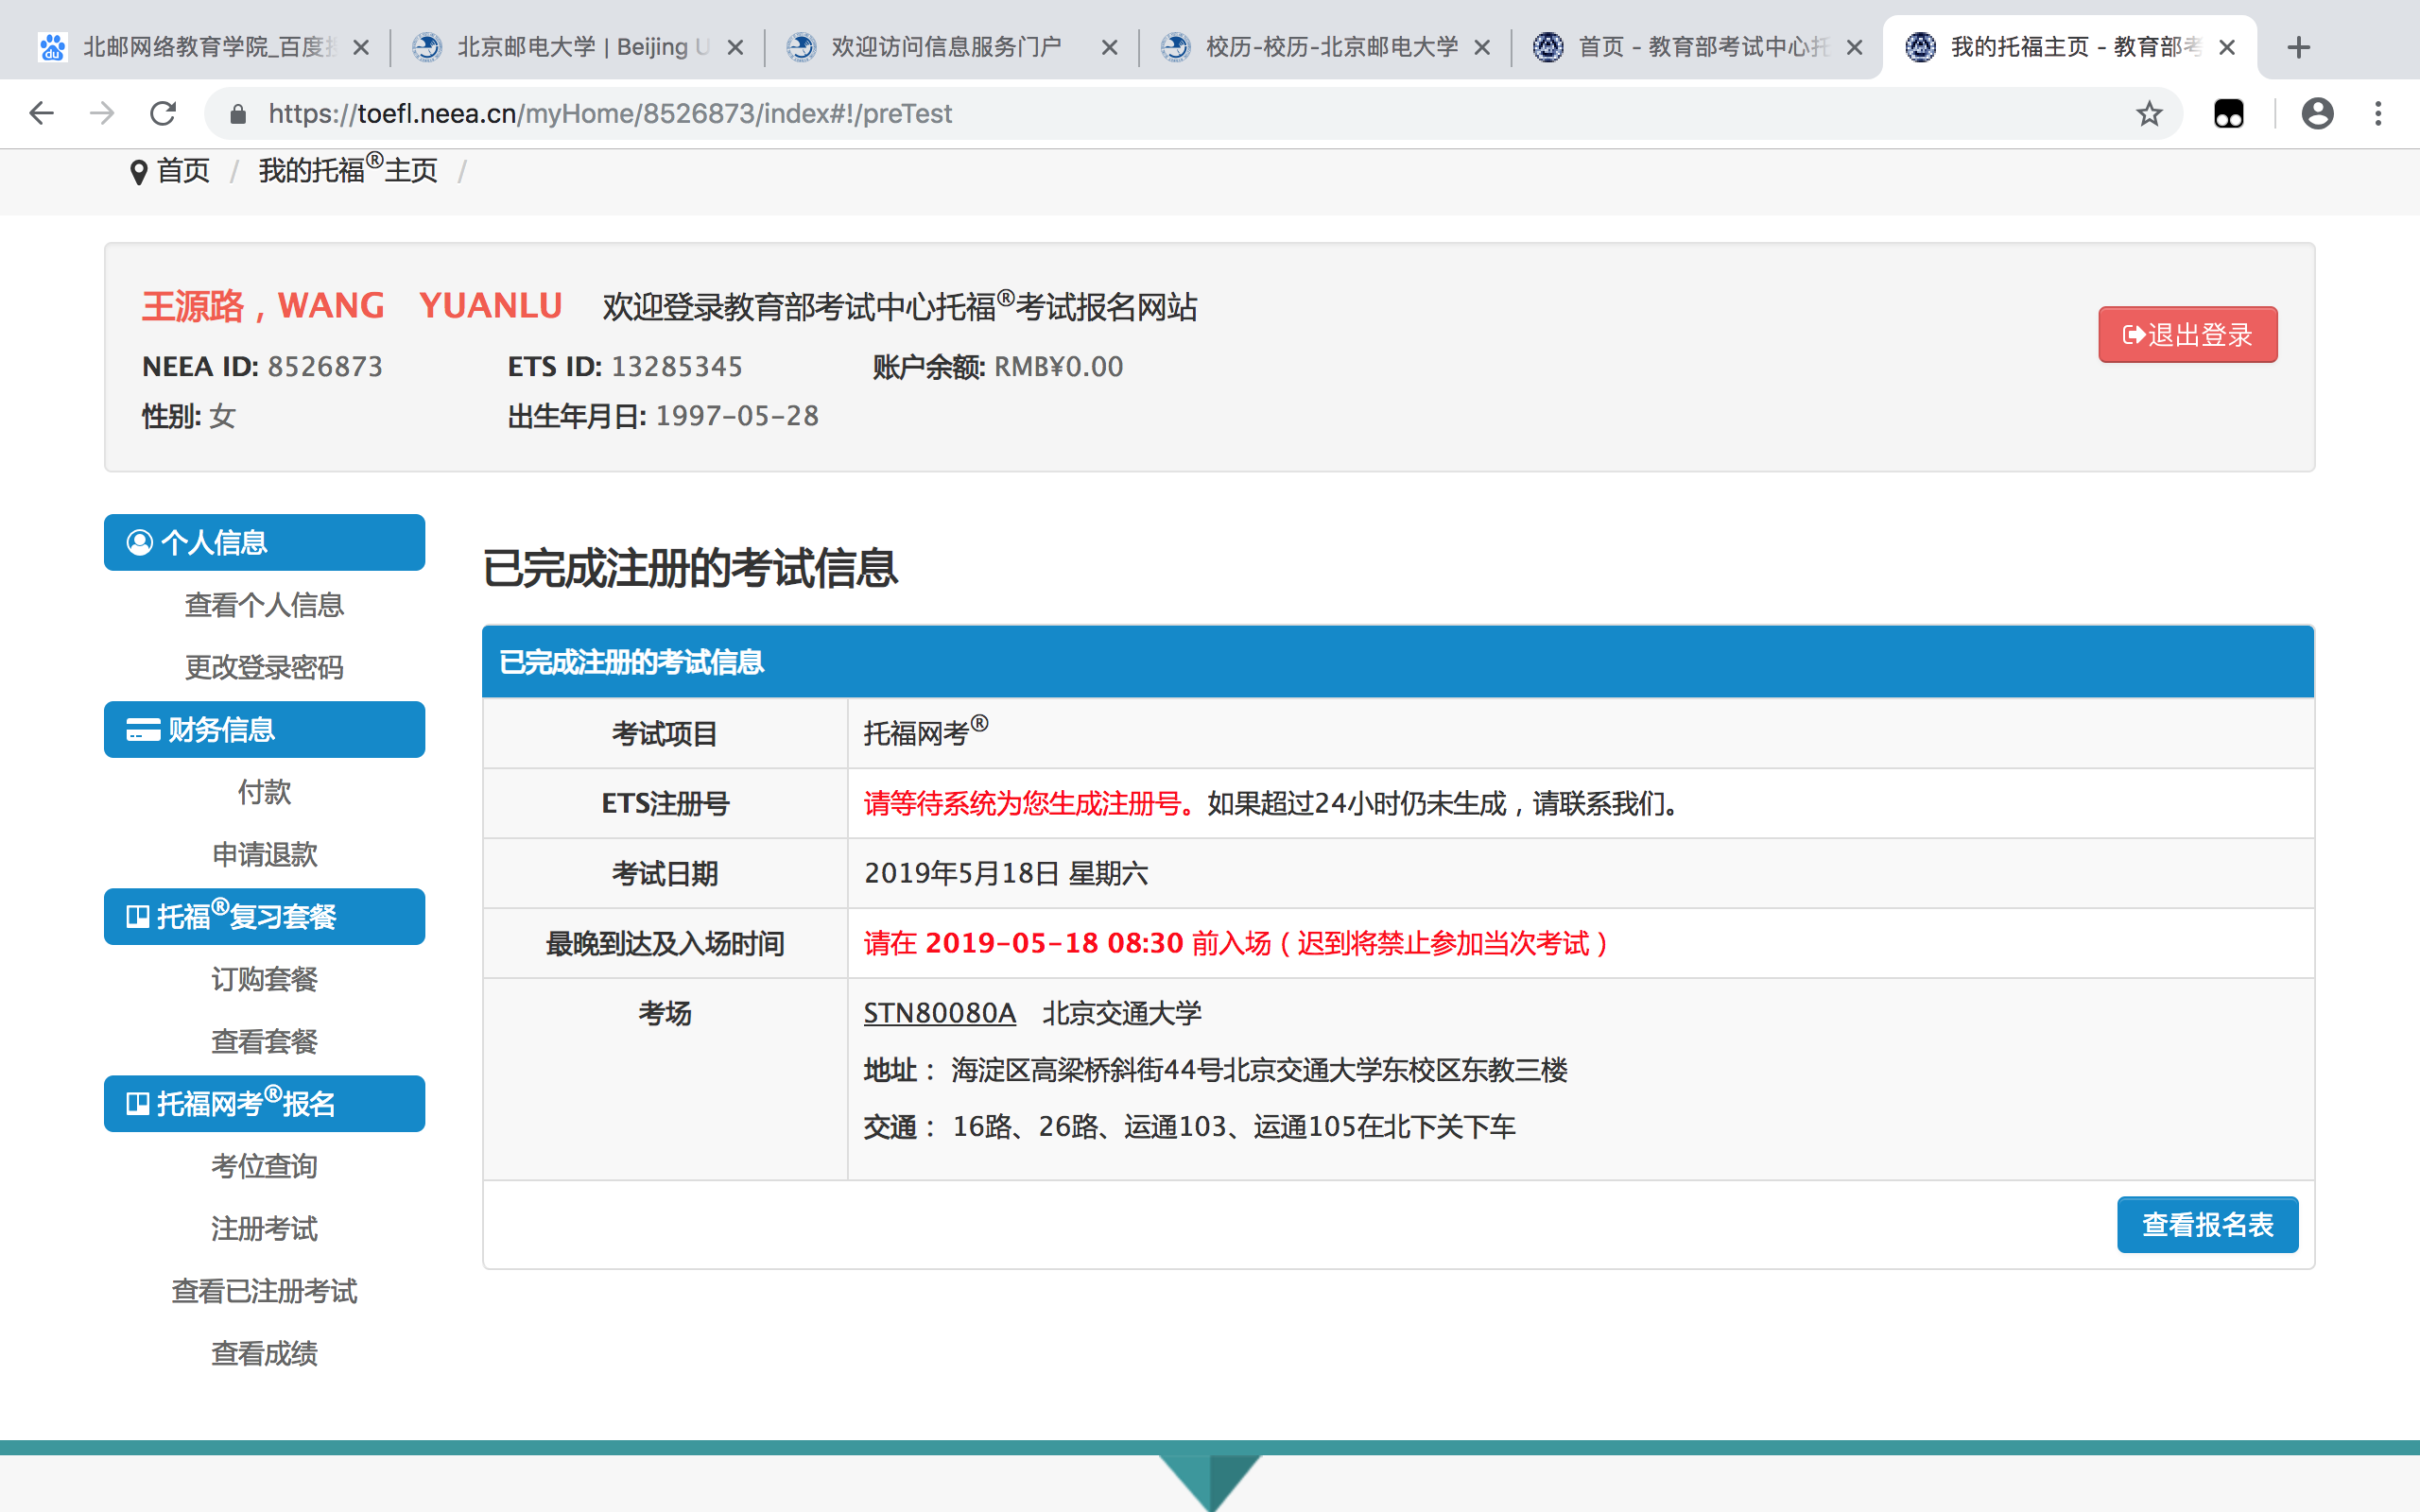 北邮网络教育学院_百度
北京邮电大学 | Beijing U
欢迎访问信息服务门户
校历-校历-北京邮电大学
首页 - 教育部考试中心托
我的托福主页 - 教育部考
https://toefl.neea.cn/myHome/8526873/index#!/preTest
首页 / 我的托福®主页 /
王源路，WANG YUANLU 欢迎登录教育部考试中心托福®考试报名网站
退出登录
NEEA ID: 8526873 ETS ID: 13285345 账户余额: RMB¥0.00
性别: 女 出生年月日: 1997-05-28
个人信息
查看个人信息
更改登录密码
财务信息
付款
申请退款
托福®复习套餐
订购套餐
查看套餐
托福网考®报名
考位查询
注册考试
查看已注册考试
查看成绩
已完成注册的考试信息
已完成注册的考试信息
考试项目 托福网考®
ETS注册号 请等待系统为您生成注册号。如果超过24小时仍未生成，请联系我们。
考试日期 2019年5月18日 星期六
最晚到达及入场时间 请在 2019-05-18 08:30 前入场（迟到将禁止参加当次考试）
考场 STN80080A 北京交通大学
地址： 海淀区高梁桥斜街44号北京交通大学东校区东教三楼
交通： 16路、26路、运通103、运通105在北下关下车
查看报名表